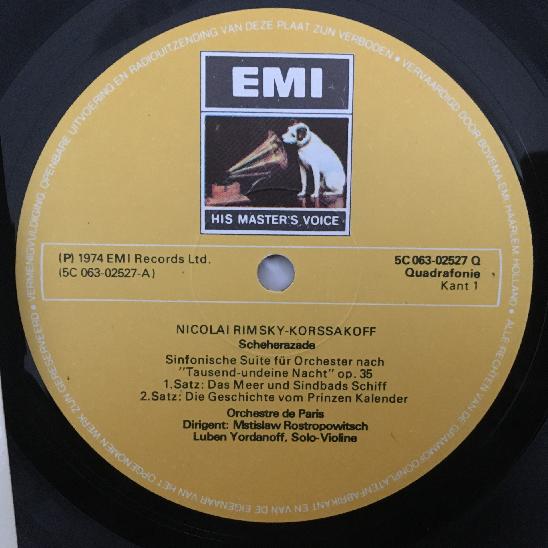 EMI
HIS MASTER'S VOICE
(P) 1974 EMI Records Ltd.
(5C 063-02527-A)
5C 063-02527 Q
Quadrafonie
Kant 1
NICOLAI RIMSKY-KORSSAKOFF
Scheherazade
Sinfonische Suite für Orchester nach
"Tausend-undeine Nacht" op. 35
1.Satz: Das Meer und Sindbads Schiff
2.Satz: Die Geschichte vom Prinzen Kalender
Orchestre de Paris
Dirigent: Mstislaw Rostropowitsch
Luben Yordanoff, Solo-Violine
VERVAARDIGD DOOR BOVEMA-EMI HAARLEM HOLLAND • ALLE RECHTEN VAN DE GRAMMOFOONPLATENFABRIKANT EN VAN DE EIGENAAR VAN HET OPGENOMEN WERK ZIJN GERESERVEERD • VERMENIGVULDIGING, OPENBARE UITVOERING EN RADIOUITZENDING VAN DEZE PLAAT ZIJN VERBODEN •